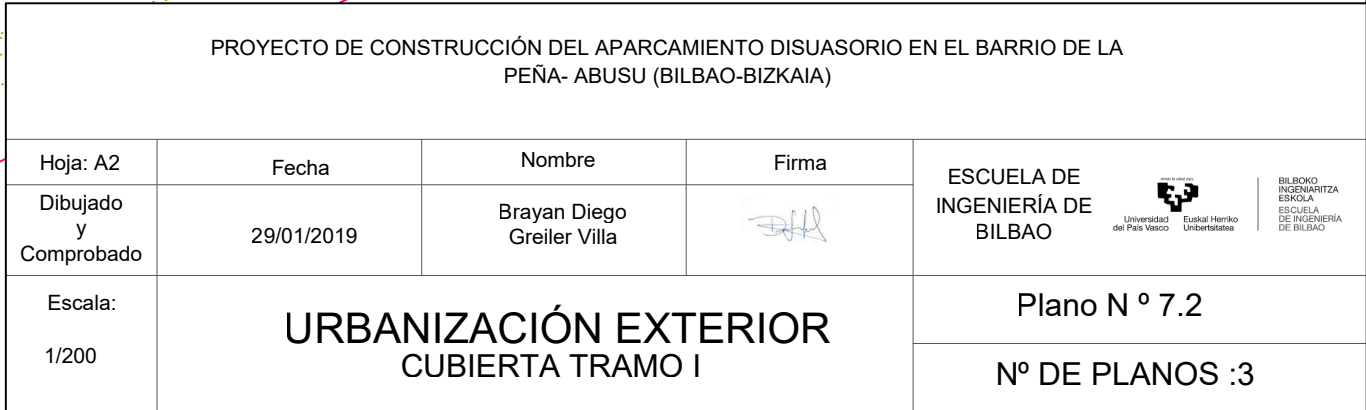 PROYECTO DE CONSTRUCCIÓN DEL APARCAMIENTO DISUASORIO EN EL BARRIO DE LA
PEÑA- ABUSU (BILBAO-BIZKAIA)
Hoja: A2
Fecha
Nombre
Firma
Dibujado
y
Comprobado
29/01/2019
Brayan Diego
Greiler Villa
ESCUELA DE
INGENIERÍA DE
BILBAO
Universidad
del País Vasco
Euskal Herriko
Unibertsitatea
BILBOKO
INGENIARITZA
ESKOLA
ESCUELA
DE INGENIERÍA
DE BILBAO
Escala:
1/200
URBANIZACIÓN EXTERIOR
CUBIERTA TRAMO I
Plano N º 7.2
Nº DE PLANOS :3